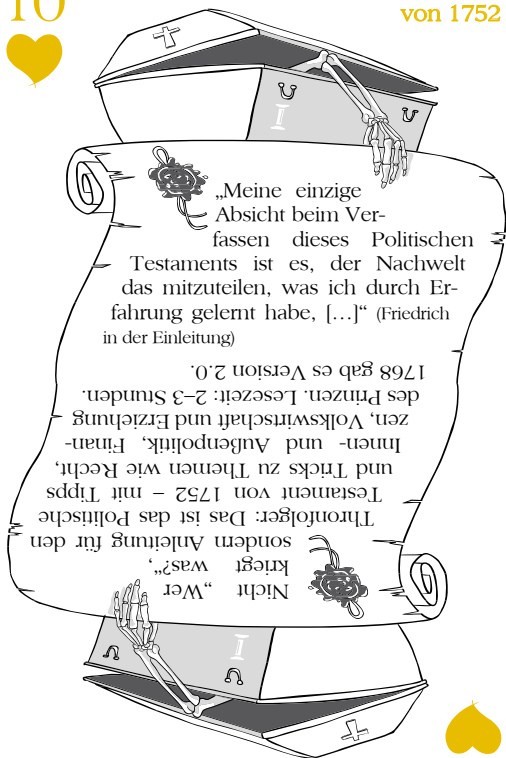 10
von 1752
I
„Meine einzige
Absicht beim Ver-
fassen dieses Politischen
Testaments ist es, der Nachwelt
das mitzuteilen, was ich durch Er-
fahrung gelernt habe, […]“ (Friedrich
in der Einleitung)
Nicht „Wer
kriegt was?“,
sondern Anleitung für den
Thronfolger: Das ist das Politische
Testament von 1752 – mit Tipps
und Tricks zu Themen wie Recht,
Innen- und Außenpolitik, Finan-
zen, Volkswirtschaft und Erziehung
des Prinzen. Lesezeit: 2–3 Stunden.
1768 gab es Version 2.0.
I